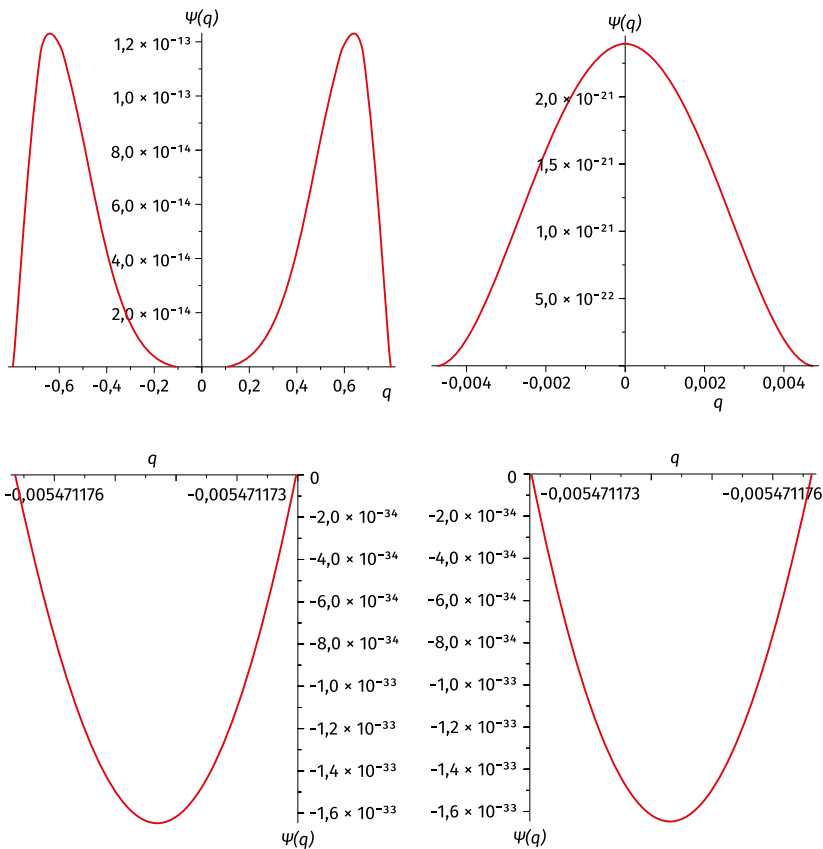 Ψ(q)
1,2 × 10⁻¹³
1,0 × 10⁻¹³
8,0 × 10⁻¹⁴
6,0 × 10⁻¹⁴
4,0 × 10⁻¹⁴
2,0 × 10⁻¹⁴
-0,6 -0,4 -0,2 0 0,2 0,4 0,6 q
Ψ(q)
2,0 × 10⁻²¹
1,5 × 10⁻²¹
1,0 × 10⁻²¹
5,0 × 10⁻²²
-0,004 -0,002 0 0,002 0,004
q
q
0
-0,005471176 -0,005471173
-2,0 × 10⁻³⁴
-4,0 × 10⁻³⁴
-6,0 × 10⁻³⁴
-8,0 × 10⁻³⁴
-1,0 × 10⁻³³
-1,2 × 10⁻³³
-1,4 × 10⁻³³
-1,6 × 10⁻³³
Ψ(q)
q
0
-0,005471173 -0,005471176
-2,0 × 10⁻³⁴
-4,0 × 10⁻³⁴
-6,0 × 10⁻³⁴
-8,0 × 10⁻³⁴
-1,0 × 10⁻³³
-1,2 × 10⁻³³
-1,4 × 10⁻³³
-1,6 × 10⁻³³
Ψ(q)